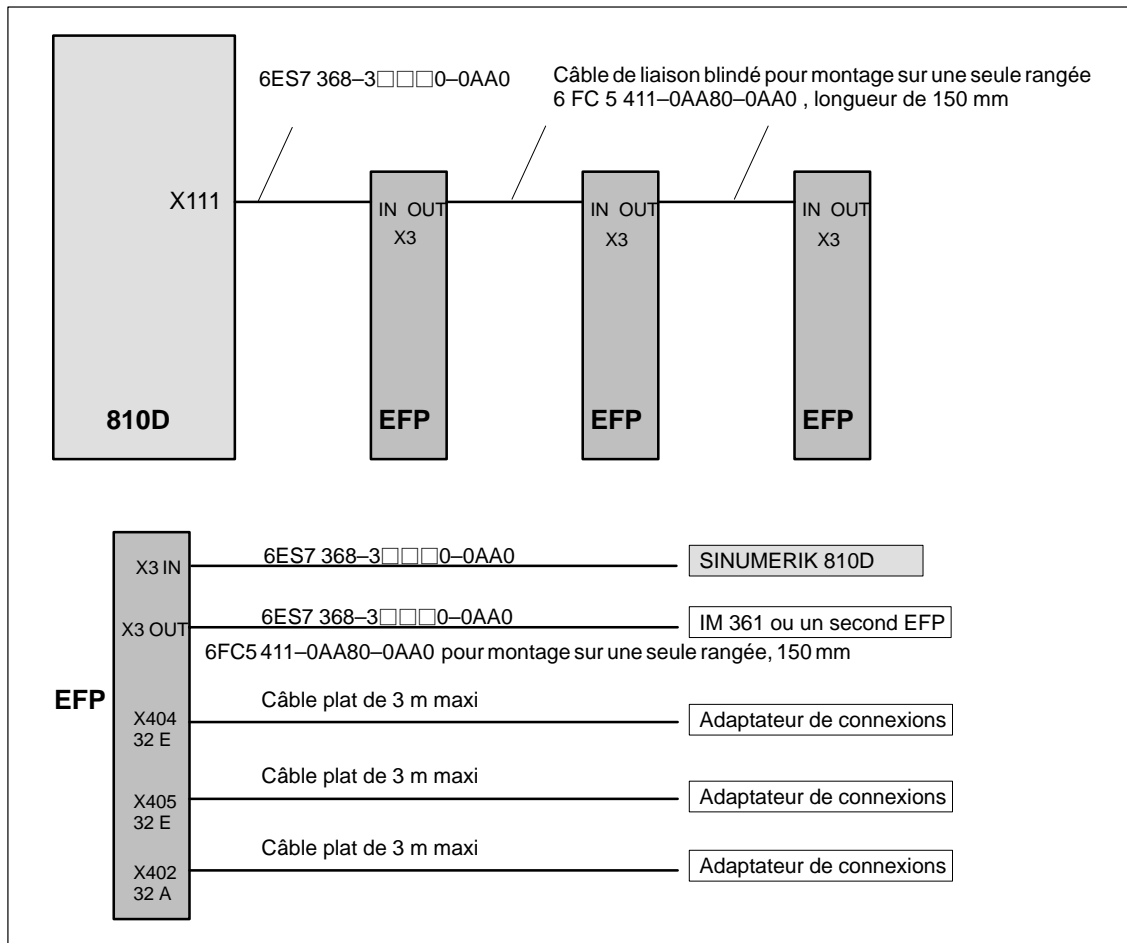 6ES7 368–3□□□0–0AA0
Câble de liaison blindé pour montage sur une seule rangée
6 FC 5 411–0AA80–0AA0 , longueur de 150 mm
X111
IN OUT
X3
IN OUT
X3
IN OUT
X3
810D
EFP
EFP
EFP
X3 IN
6ES7 368–3□□□0–0AA0
SINUMERIK 810D
X3 OUT
6ES7 368–3□□□0–0AA0
IM 361 ou un second EFP
6FC5 411–0AA80–0AA0 pour montage sur une seule rangée, 150 mm
EFP
X404
32 E
Câble plat de 3 m maxi
Adaptateur de connexions
X405
32 E
Câble plat de 3 m maxi
Adaptateur de connexions
X402
32 A
Câble plat de 3 m maxi
Adaptateur de connexions